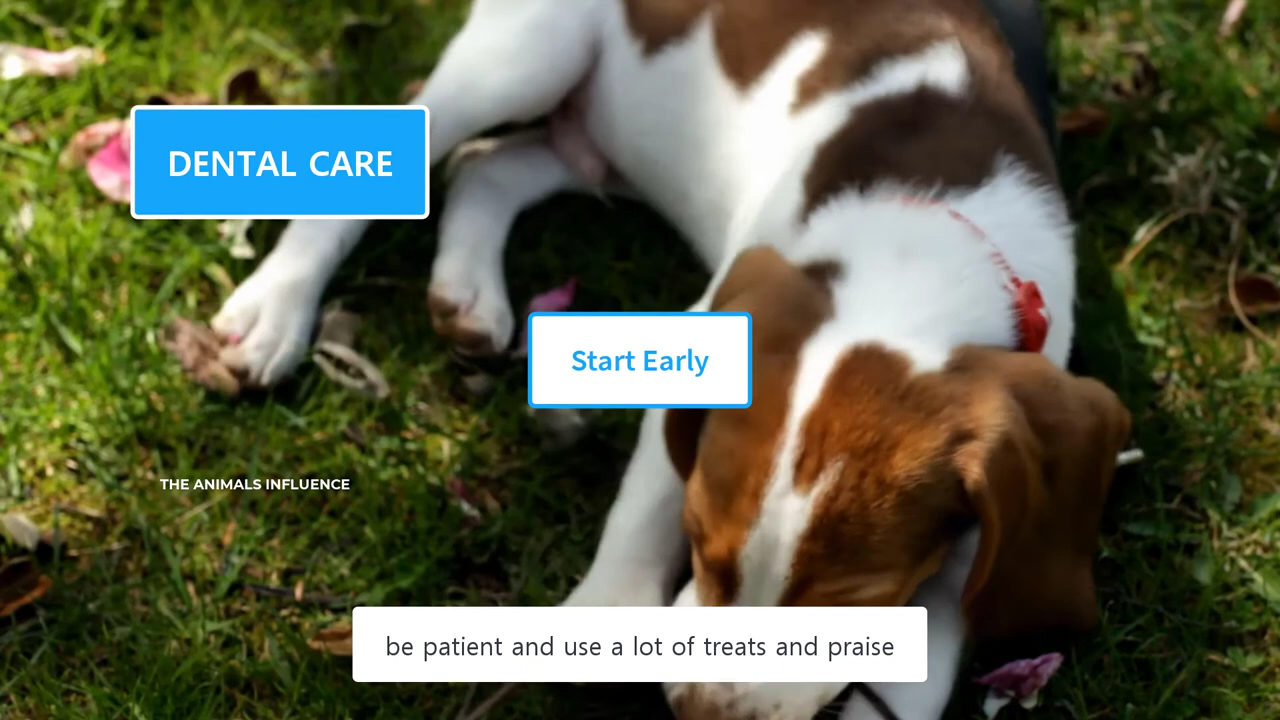 DENTAL CARE
Start Early
THE ANIMALS INFLUENCE
be patient and use a lot of treats and praise